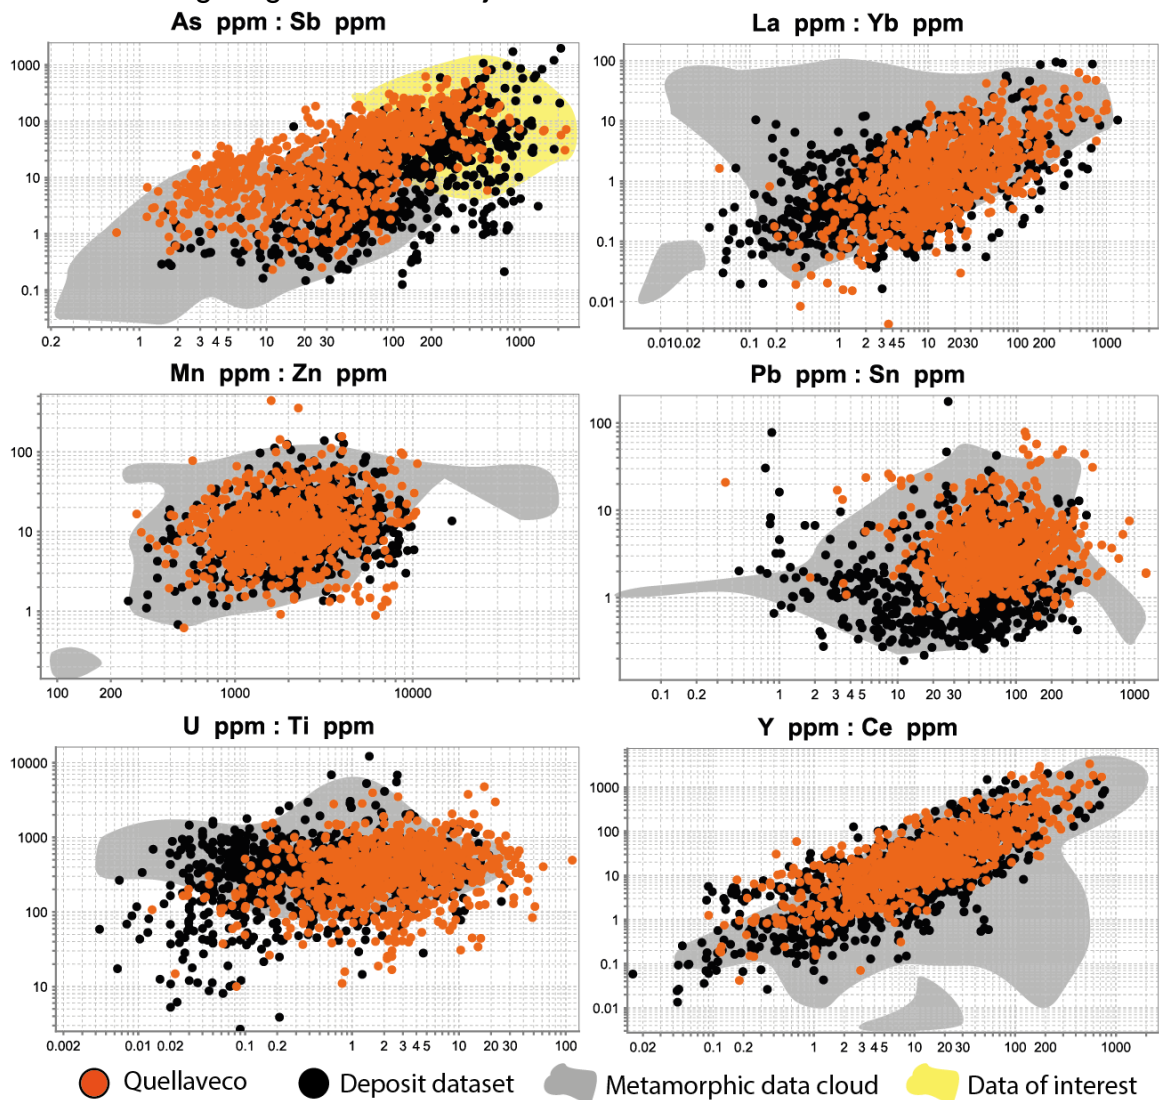 As ppm : Sb ppm
La ppm : Yb ppm
1000
100
10
1
0.1
0.2 1 2 3 4 5 10 20 30 40 100 200 1000
100
10
1
0.1
0.01
0.010.02 0.1 0.2 1 2 3 4 5 10 20 30 100 200 1000
Mn ppm : Zn ppm
Pb ppm : Sn ppm
100
10
1
100 200 1000 10000
100
10
1
0.1 0.2 1 2 3 4 5 10 20 30 100 200 1000
U ppm : Ti ppm
Y ppm : Ce ppm
10000
1000
100
10
0.002 0.01 0.02 0.1 0.2 1 2 3 4 5 10 20 30 100
1000
100
10
1
0.1
0.01
0.02 0.1 0.2 1 2 3 4 5 10 20 30 100 1000
Quellaveco Deposit dataset Metamorphic data cloud Data of interest